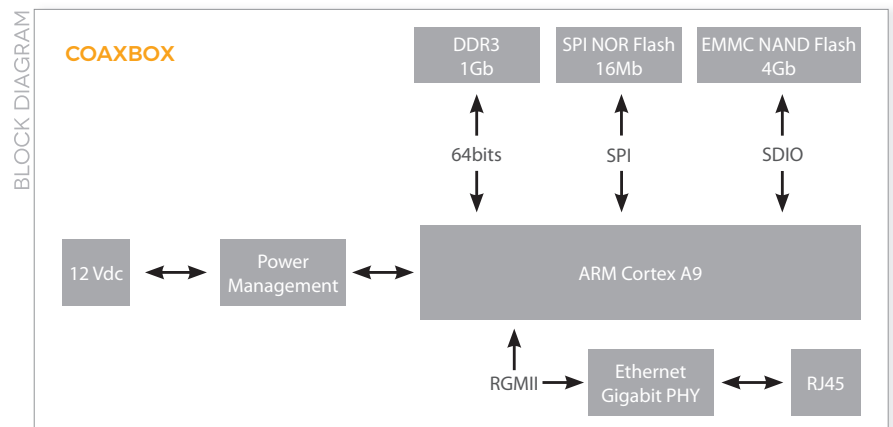 BLOCK DIAGRAM
COAXBOX
DDR3
1Gb
SPI NOR Flash
16Mb
EMMC NAND Flash
4Gb
64bits
SPI
SDIO
12 Vdc
Power
Management
ARM Cortex A9
RGMII
Ethernet
Gigabit PHY
RJ45